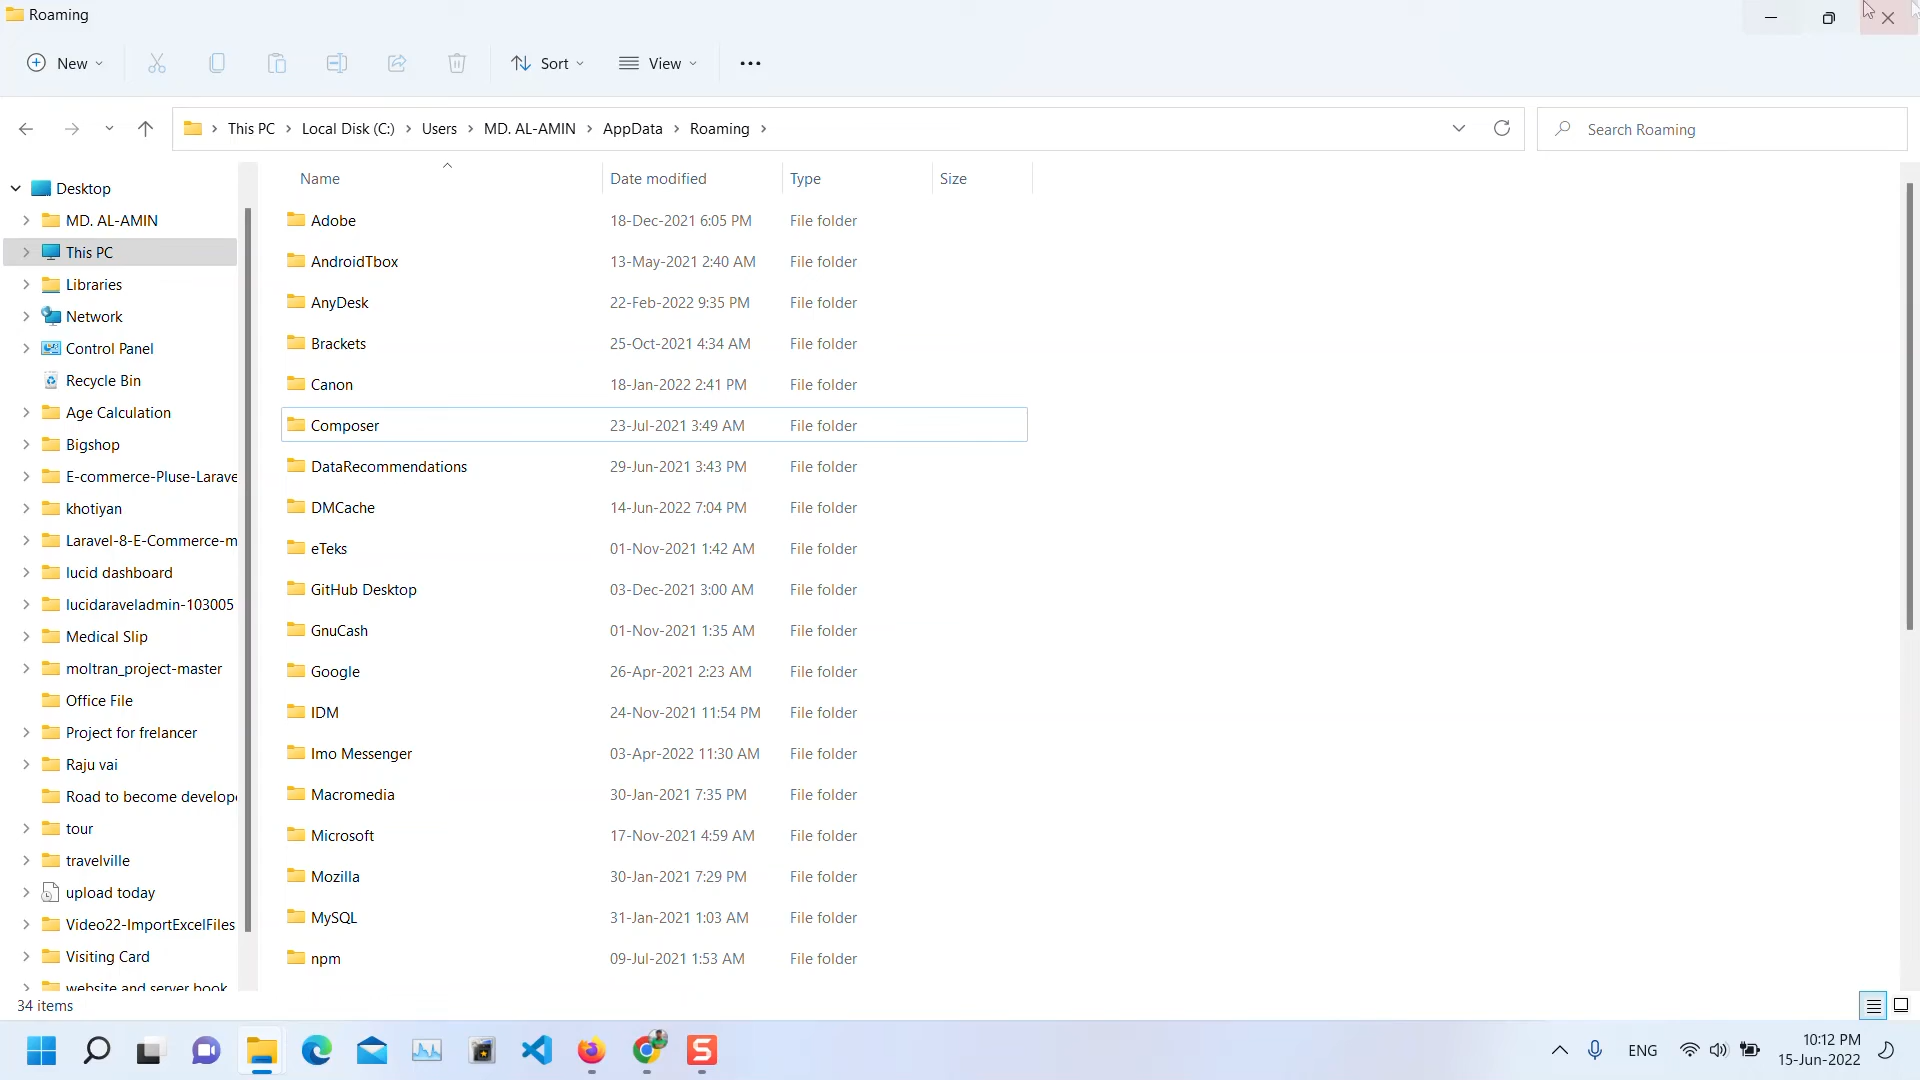 Roaming
New
Sort
View
This PC
Local Disk (C:)
Users
MD. AL-AMIN
AppData
Roaming
Search Roaming
Desktop
MD. AL-AMIN
This PC
Libraries
Network
Control Panel
Recycle Bin
Age Calculation
Bigshop
E-commerce-Pluse-Larave
khotiyan
Laravel-8-E-Commerce-m
lucid dashboard
lucidaraveladmin-103005
Medical Slip
moltran_project-master
Office File
Project for frelancer
Raju vai
Road to become develop
tour
travelville
upload today
Video22-ImportExcelFiles
Visiting Card
website and server book
Name Date modified Type Size
Adobe 18-Dec-2021 6:05 PM File folder
AndroidTbox 13-May-2021 2:40 AM File folder
AnyDesk 22-Feb-2022 9:35 PM File folder
Brackets 25-Oct-2021 4:34 AM File folder
Canon 18-Jan-2022 2:41 PM File folder
Composer 23-Jul-2021 3:49 AM File folder
DataRecommendations 29-Jun-2021 3:43 PM File folder
DMCache 14-Jun-2022 7:04 PM File folder
eTeks 01-Nov-2021 1:42 AM File folder
GitHub Desktop 03-Dec-2021 3:00 AM File folder
GnuCash 01-Nov-2021 1:35 AM File folder
Google 26-Apr-2021 2:23 AM File folder
IDM 24-Nov-2021 11:54 PM File folder
Imo Messenger 03-Apr-2022 11:30 AM File folder
Macromedia 30-Jan-2021 7:35 PM File folder
Microsoft 17-Nov-2021 4:59 AM File folder
Mozilla 30-Jan-2021 7:29 PM File folder
MySQL 31-Jan-2021 1:03 AM File folder
npm 09-Jul-2021 1:53 AM File folder
34 items
ENG
10:12 PM
15-Jun-2022